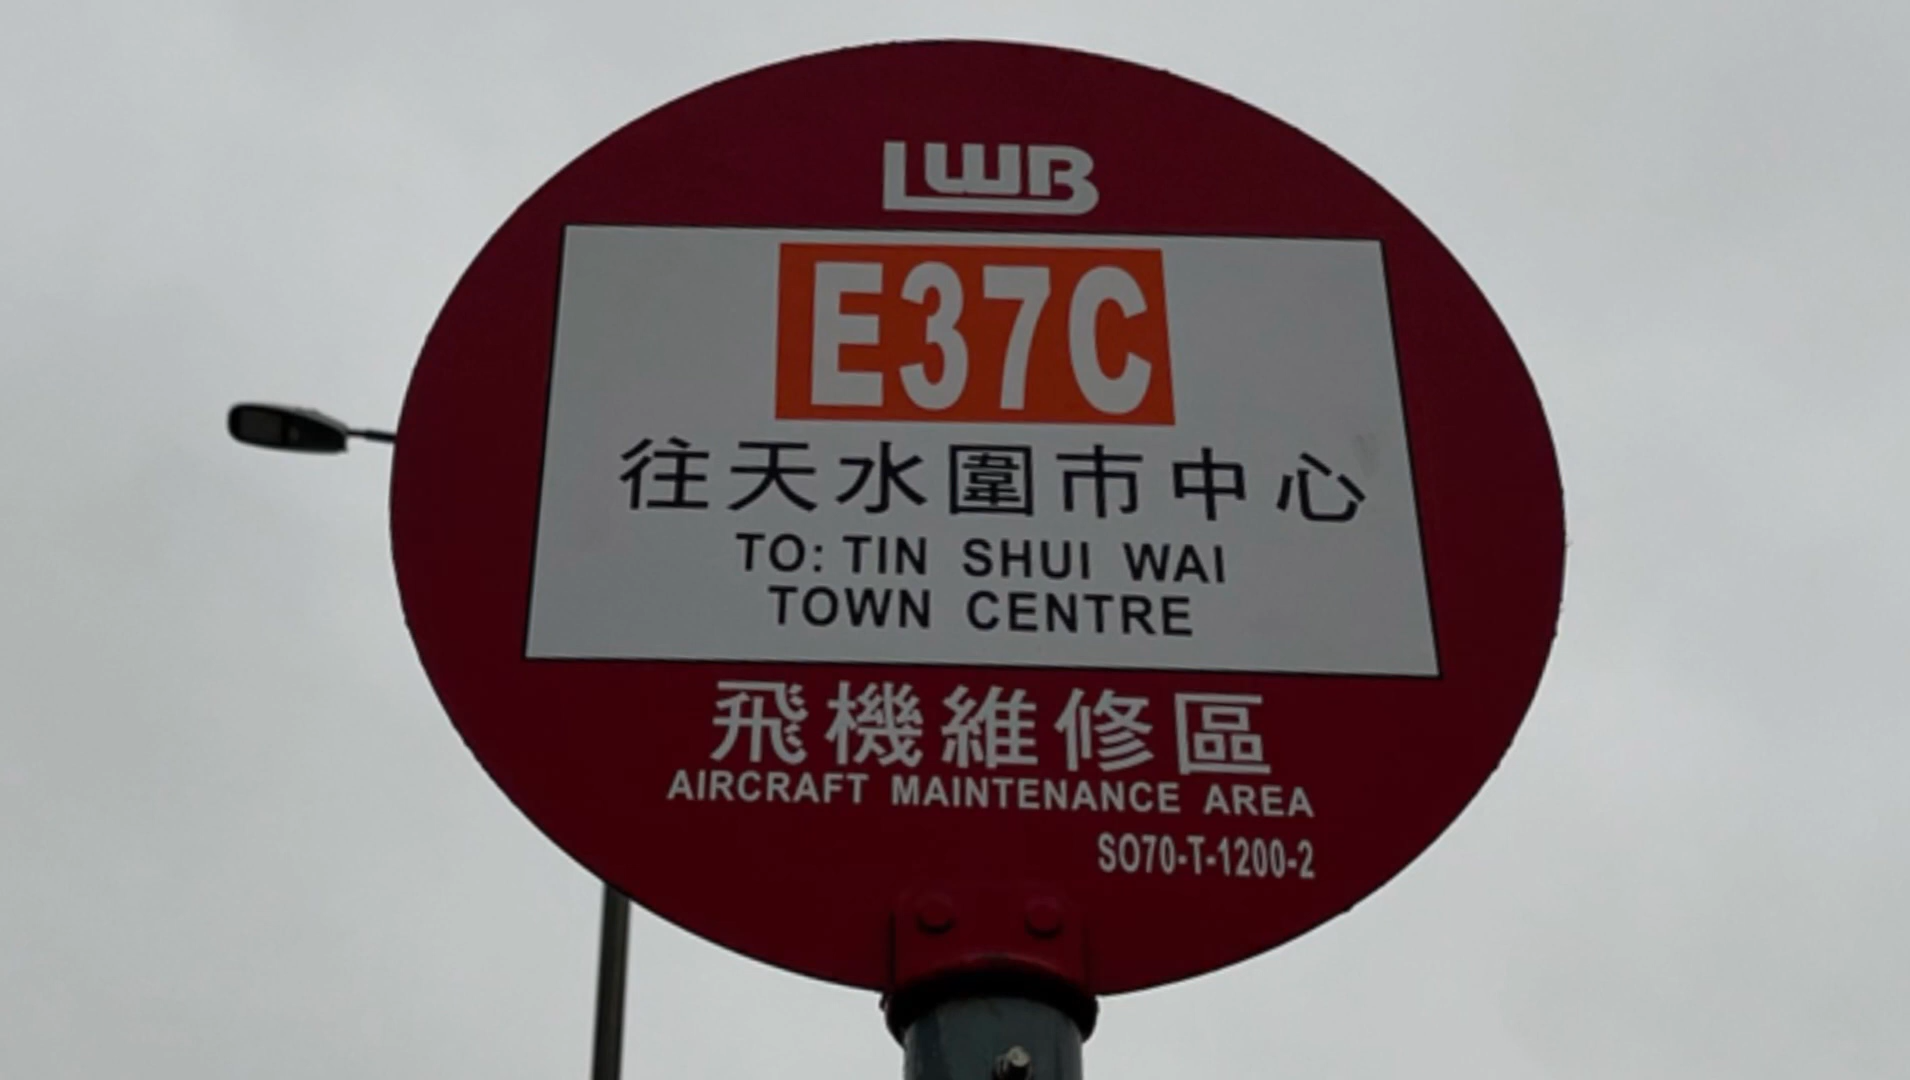 LWB
E37C
往天水圍市中心
TO: TIN SHUI WAI
TOWN CENTRE
飛機維修區
AIRCRAFT MAINTENANCE AREA
SO70-T-1200-2